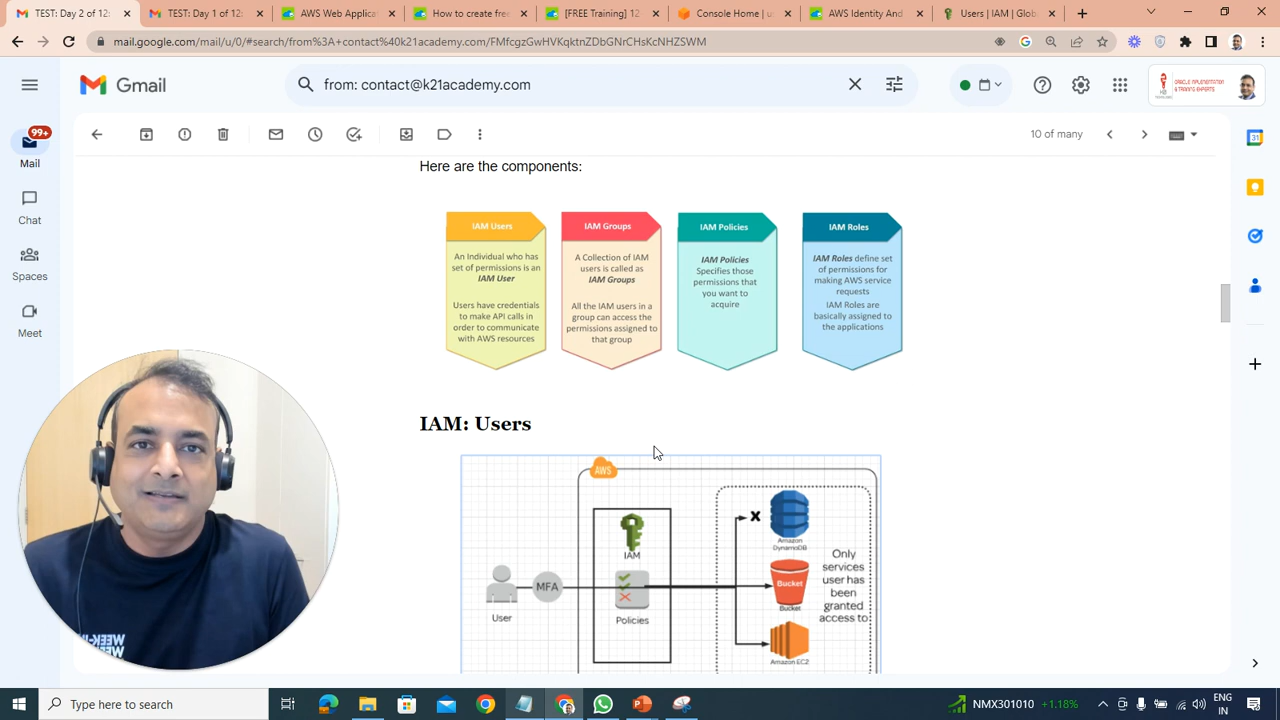 TEST: Day 2 of 12:
TEST: Day 1 of 12:
AWS Web Applicat
How to create free
[FREE Training] 12
Console Home | u
AWS Identity And
Users | IAM | Glob
mail.google.com/mail/u/0/#search/from%3A+contact%40k21academy.com/FMfcgzGwHVKqktnZDbGNrCHsKcNHZSWM
Gmail
from: contact@k21academy.com
99+
Mail
Chat
Spaces
Meet
10 of many
31
Here are the components:
IAM Users
An Individual who has
set of permissions is an
IAM User
Users have credentials
to make API calls in
order to communicate
with AWS resources
IAM Groups
A Collection of IAM
users is called as
IAM Groups
All the IAM users in a
group can access the
permissions assigned to
that group
IAM Policies
IAM Policies
Specifies those
permissions that
you want to
acquire
IAM Roles
IAM Roles define set
of permissions for
making AWS service
requests
IAM Roles are
basically assigned to
the applications
IAM: Users
AWS
IAM
User
MFA
Policies
X
Amazon
DynamoDB
Bucket
Bucket
Amazon EC2
Only
services
user has
been
granted
access to
Type here to search
NMX301010 +1.18%
ENG
IN